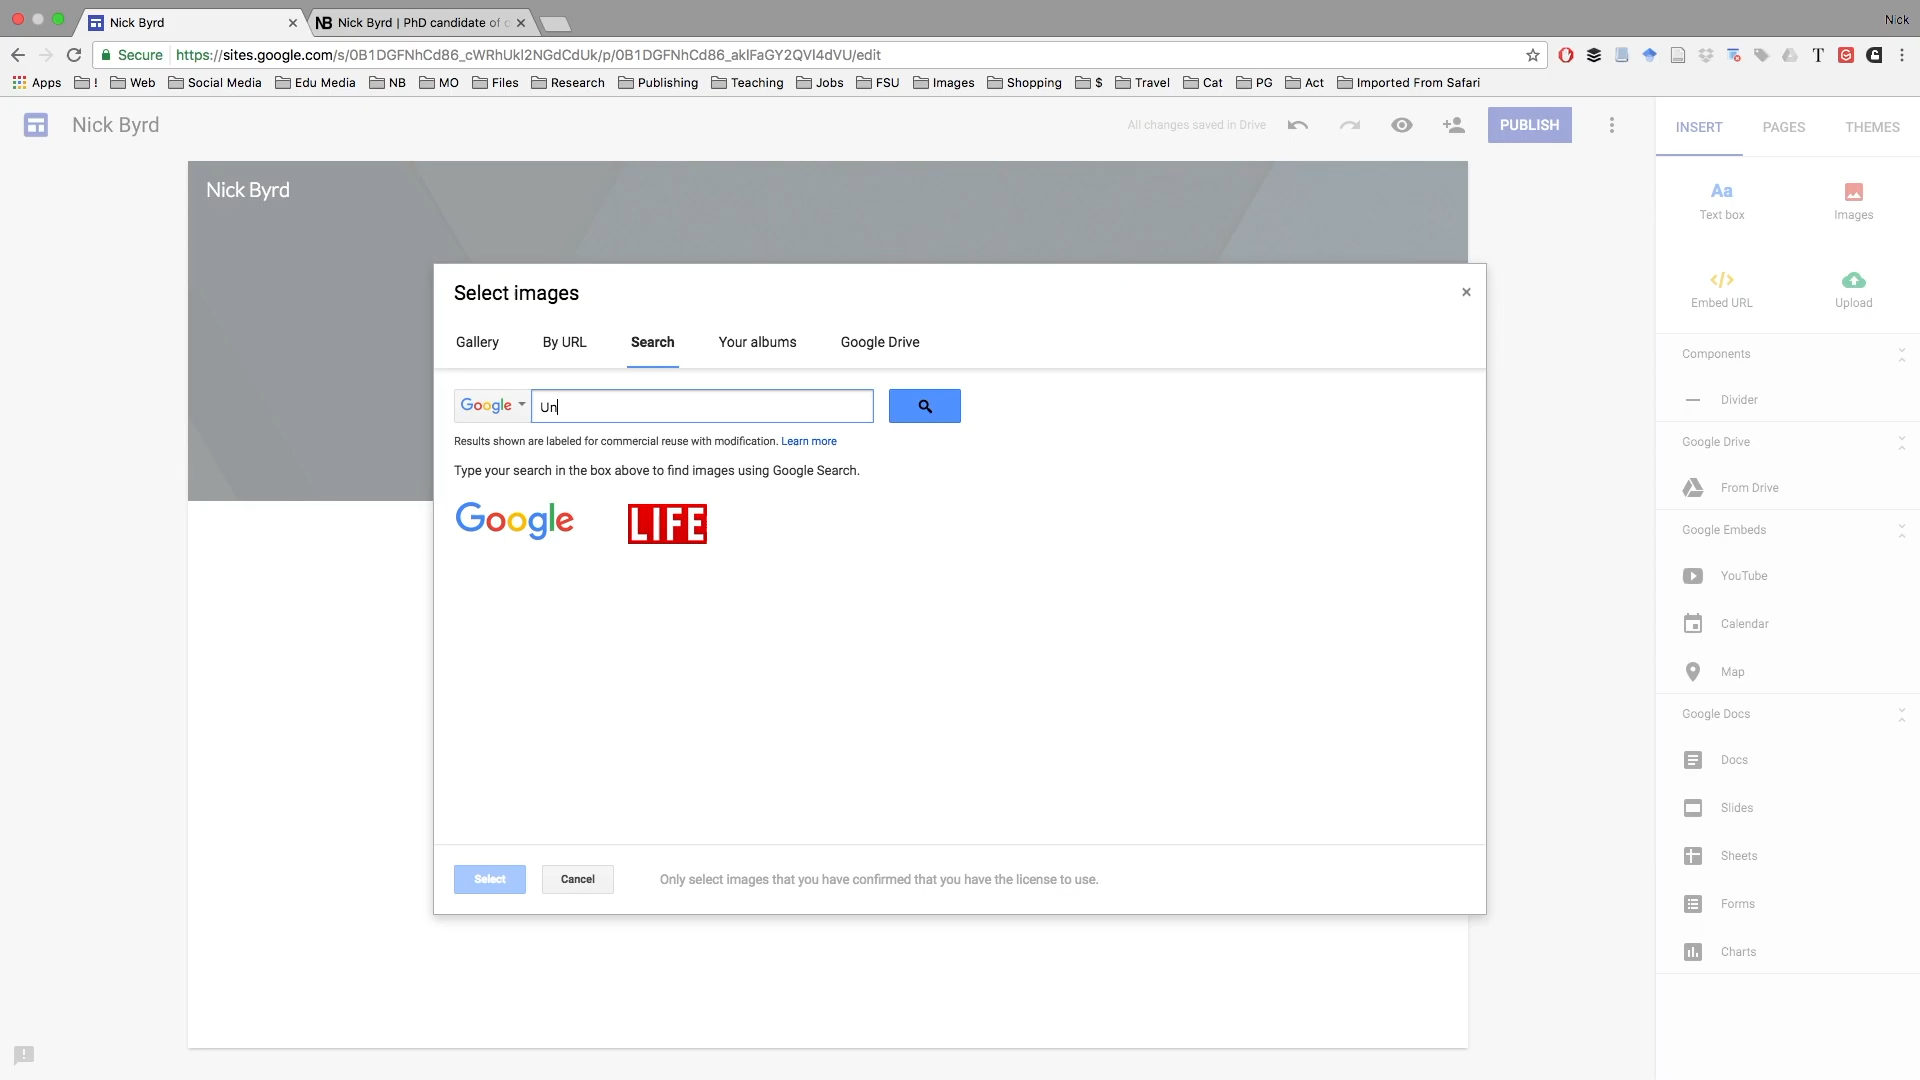 Nick Byrd
NB Nick Byrd | PhD candidate of
Nick
Secure https://sites.google.com/s/0B1DGFNhCd86_cWRhUkl2NGdCdUk/p/0B1DGFNhCd86_aklFaGY2QVl4dVU/edit
Apps ! Web Social Media Edu Media NB MO Files Research Publishing Teaching Jobs FSU Images Shopping $ Travel Cat PG Act Imported From Safari
Nick Byrd
All changes saved in Drive
PUBLISH
INSERT PAGES THEMES
Nick Byrd
Aa
Text box
Images
Embed URL
Upload
Components
Divider
Google Drive
From Drive
Google Embeds
YouTube
Calendar
Map
Google Docs
Docs
Slides
Sheets
Forms
Charts
Select images
Gallery By URL Search Your albums Google Drive
Google Un
Results shown are labeled for commercial reuse with modification. Learn more
Type your search in the box above to find images using Google Search.
Google LIFE
Select Cancel Only select images that you have confirmed that you have the license to use.